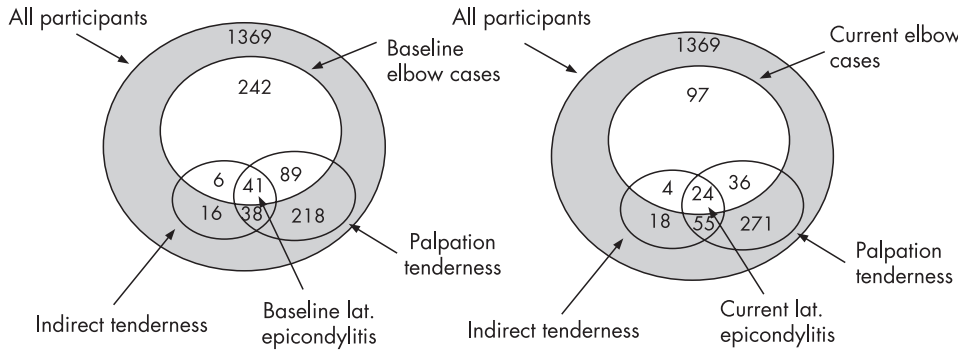 All participants
1369
Baseline
elbow cases
242
6
41
89
16
38
218
Palpation
tenderness
Indirect tenderness
Baseline lat.
epicondylitis
All participants
1369
Current elbow
cases
97
4
24
36
18
55
271
Palpation
tenderness
Indirect tenderness
Current lat.
epicondylitis